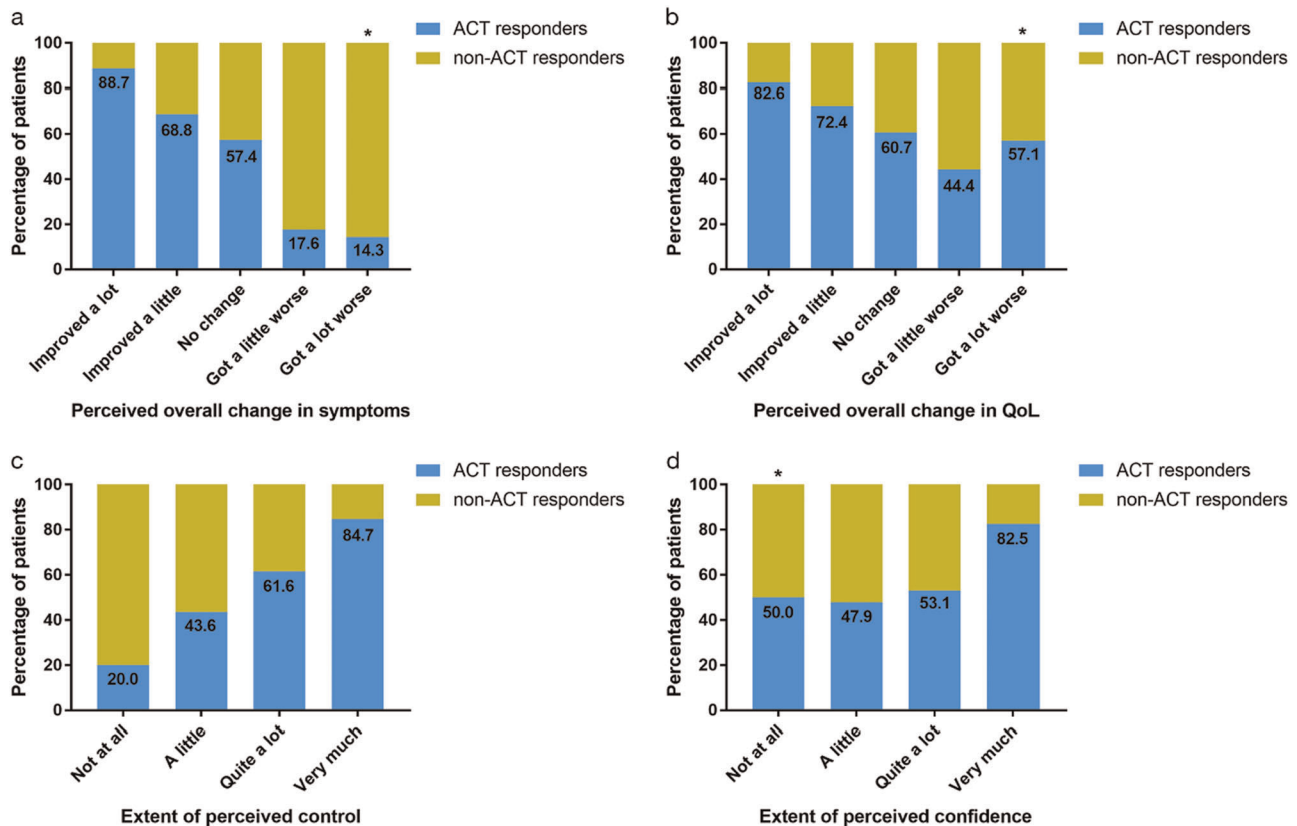 a
*
ACT responders
non-ACT responders
100
80
60
40
20
0
Percentage of patients
88.7
68.8
57.4
17.6
14.3
Improved a lot
Improved a little
No change
Got a little worse
Got a lot worse
Perceived overall change in symptoms
b
*
ACT responders
non-ACT responders
100
80
60
40
20
0
Percentage of patients
82.6
72.4
60.7
44.4
57.1
Improved a lot
Improved a little
No change
Got a little worse
Got a lot worse
Perceived overall change in QoL
c
ACT responders
non-ACT responders
100
80
60
40
20
0
Percentage of patients
20.0
43.6
61.6
84.7
Not at all
A little
Quite a lot
Very much
Extent of perceived control
d
*
ACT responders
non-ACT responders
100
80
60
40
20
0
Percentage of patients
50.0
47.9
53.1
82.5
Not at all
A little
Quite a lot
Very much
Extent of perceived confidence